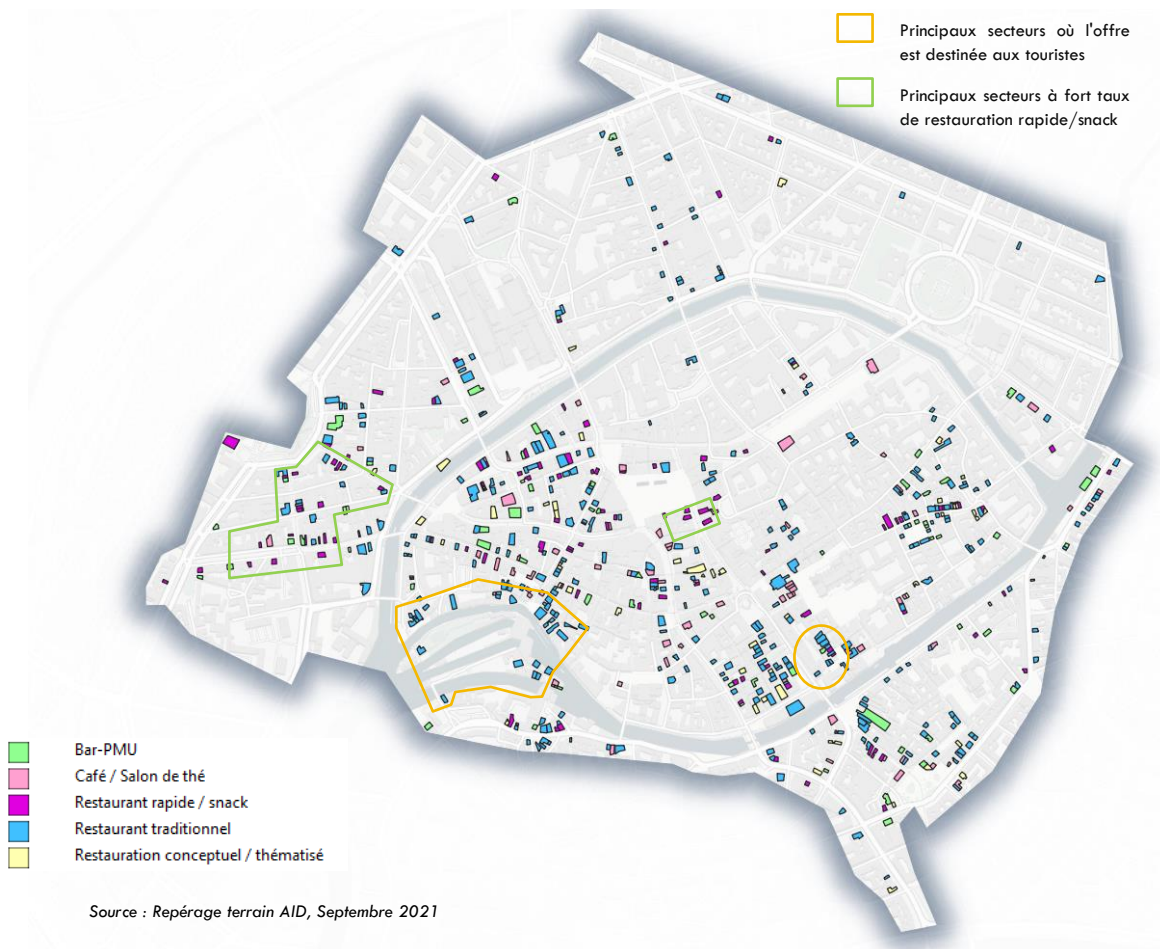 Principaux secteurs où l'offre
est destinée aux touristes
Principaux secteurs à fort taux
de restauration rapide/snack
Bar-PMU
Café / Salon de thé
Restaurant rapide / snack
Restaurant traditionnel
Restauration conceptuel / thématisé
Source : Repérage terrain AID, Septembre 2021